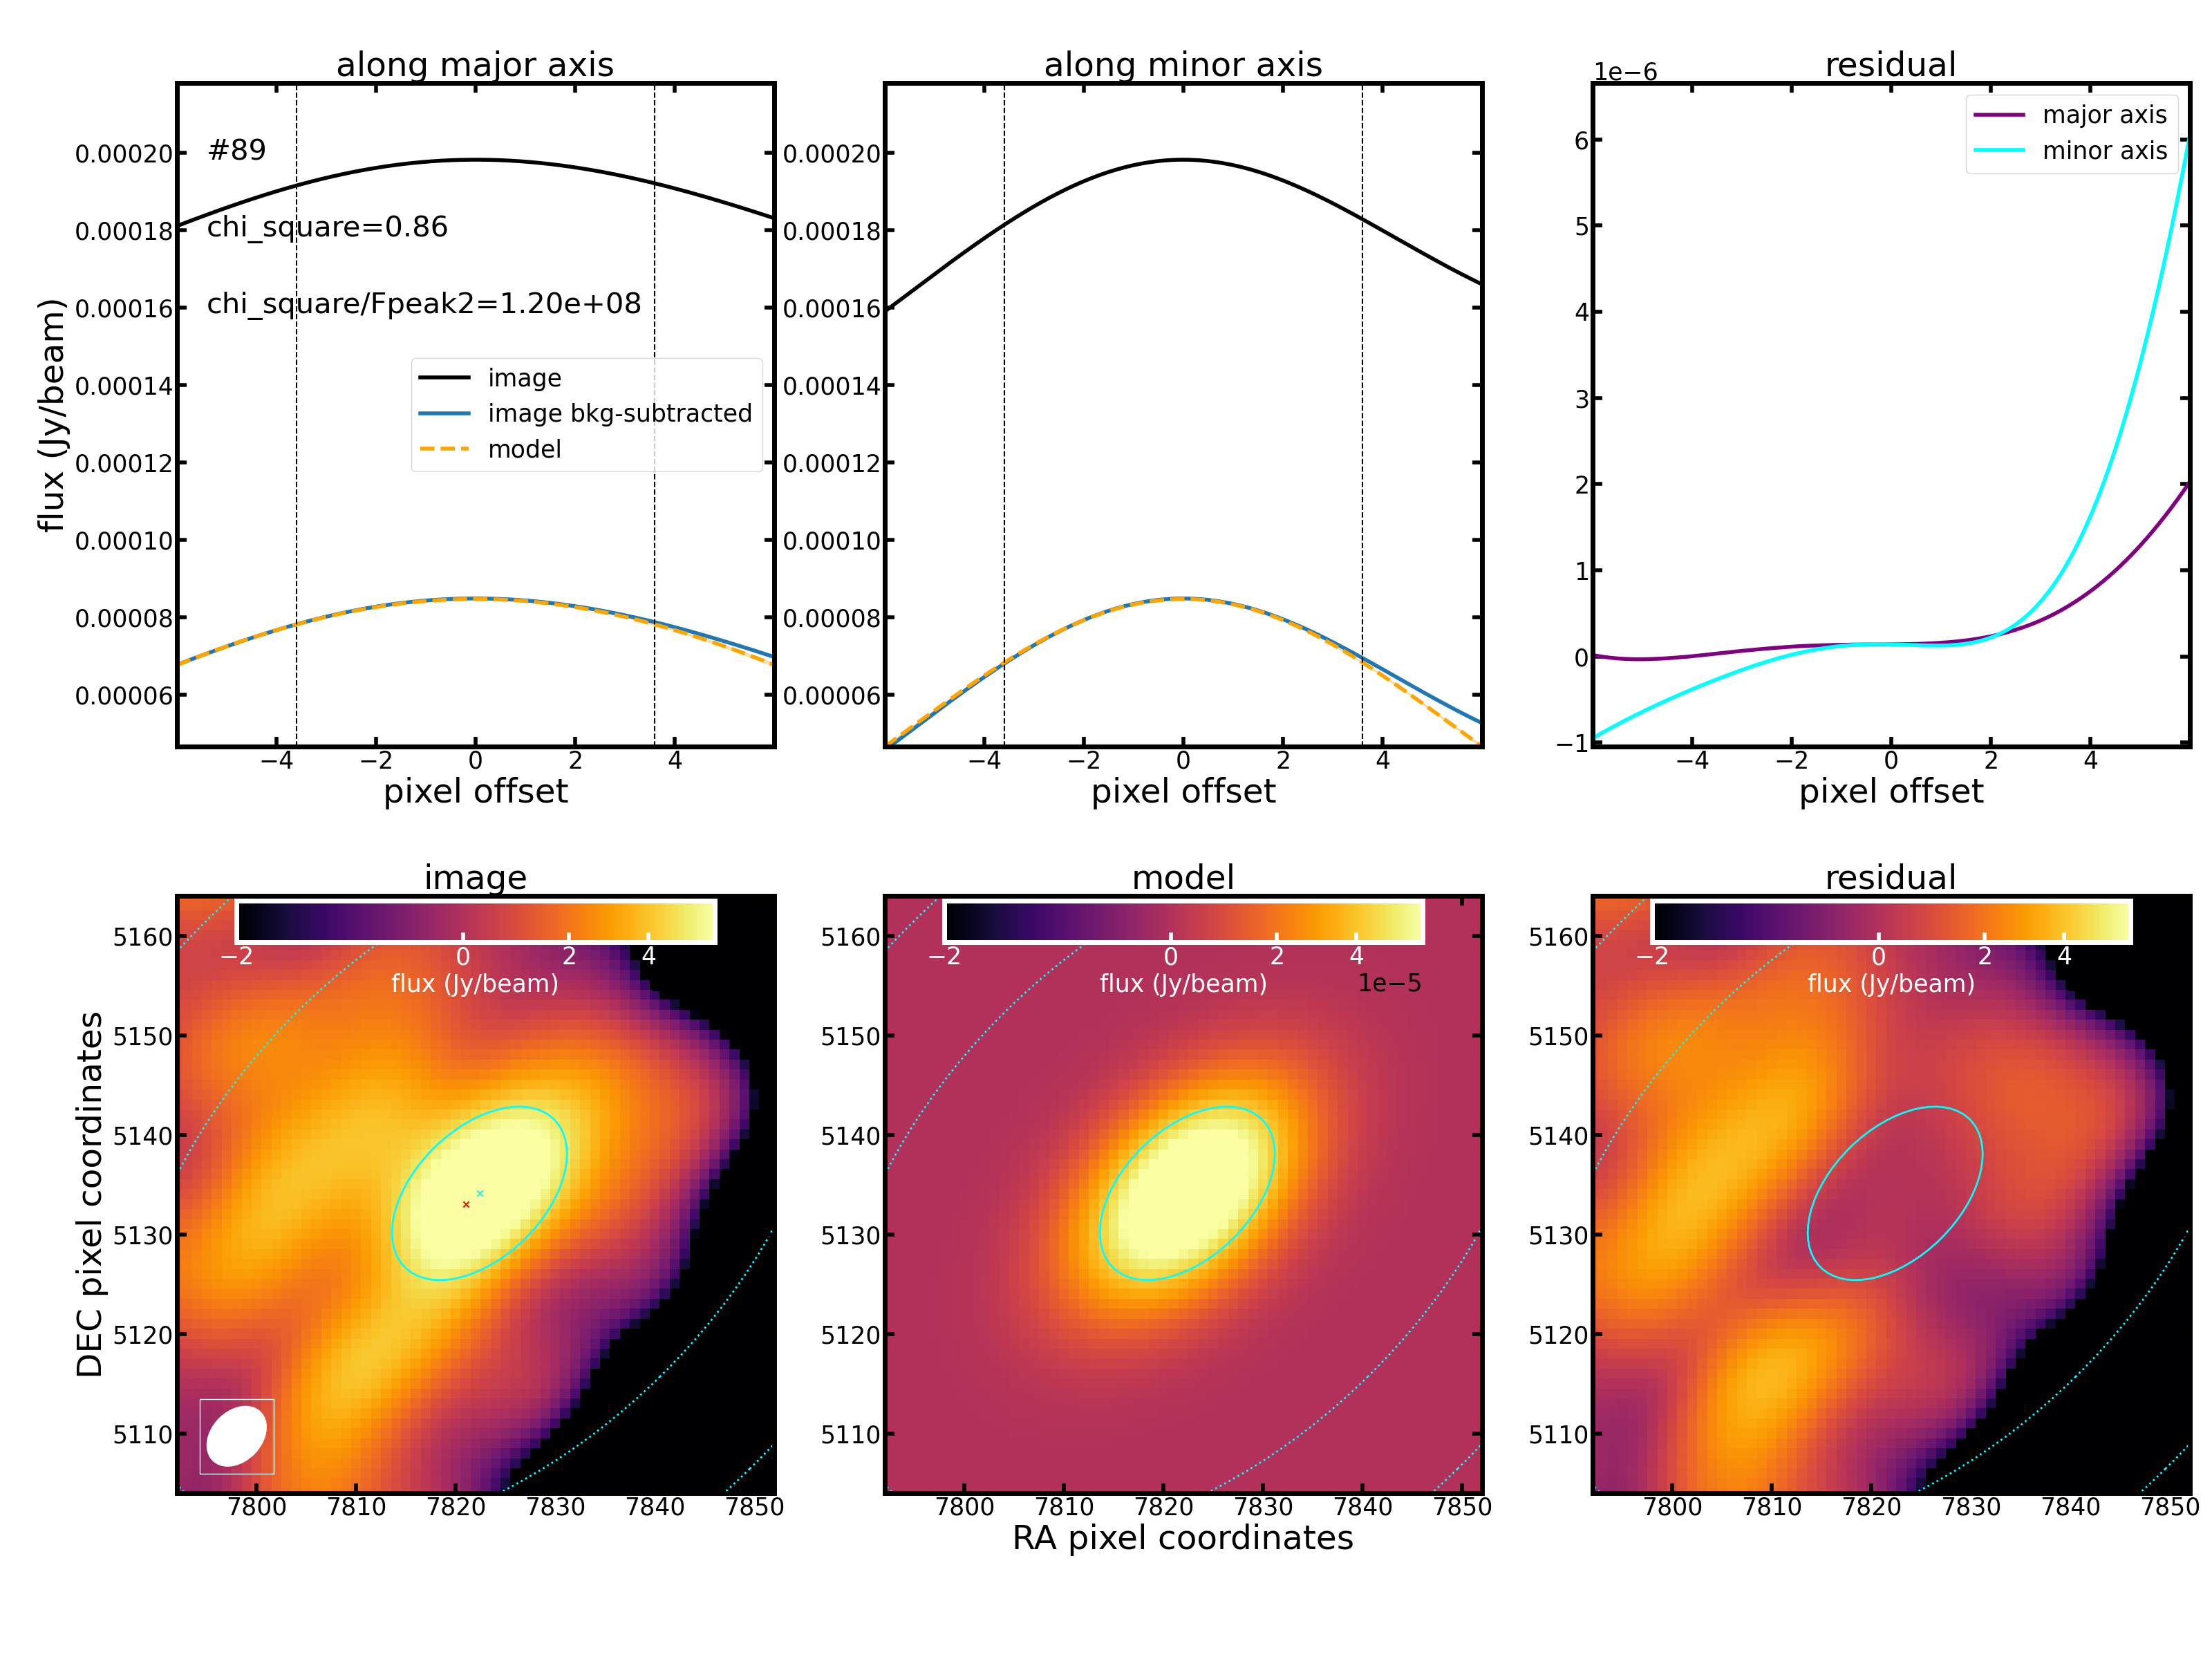 along major axis
along minor axis
residual
1e−6
#89
chi_square=0.86
chi_square/Fpeak2=1.20e+08
image
image bkg-subtracted
model
major axis
minor axis
flux (Jy/beam)
0.00020
0.00018
0.00016
0.00014
0.00012
0.00010
0.00008
0.00006
0.00020
0.00018
0.00016
0.00014
0.00012
0.00010
0.00008
0.00006
6
5
4
3
2
1
0
−1
−4 −2 0 2 4
−4 −2 0 2 4
−4 −2 0 2 4
pixel offset
pixel offset
pixel offset
image
model
residual
−2 0 2 4
flux (Jy/beam)
−2 0 2 4
flux (Jy/beam)
1e−5
−2 0 2 4
flux (Jy/beam)
DEC pixel coordinates
5160
5150
5140
5130
5120
5110
5160
5150
5140
5130
5120
5110
5160
5150
5140
5130
5120
5110
7800 7810 7820 7830 7840 7850
7800 7810 7820 7830 7840 7850
7800 7810 7820 7830 7840 7850
RA pixel coordinates